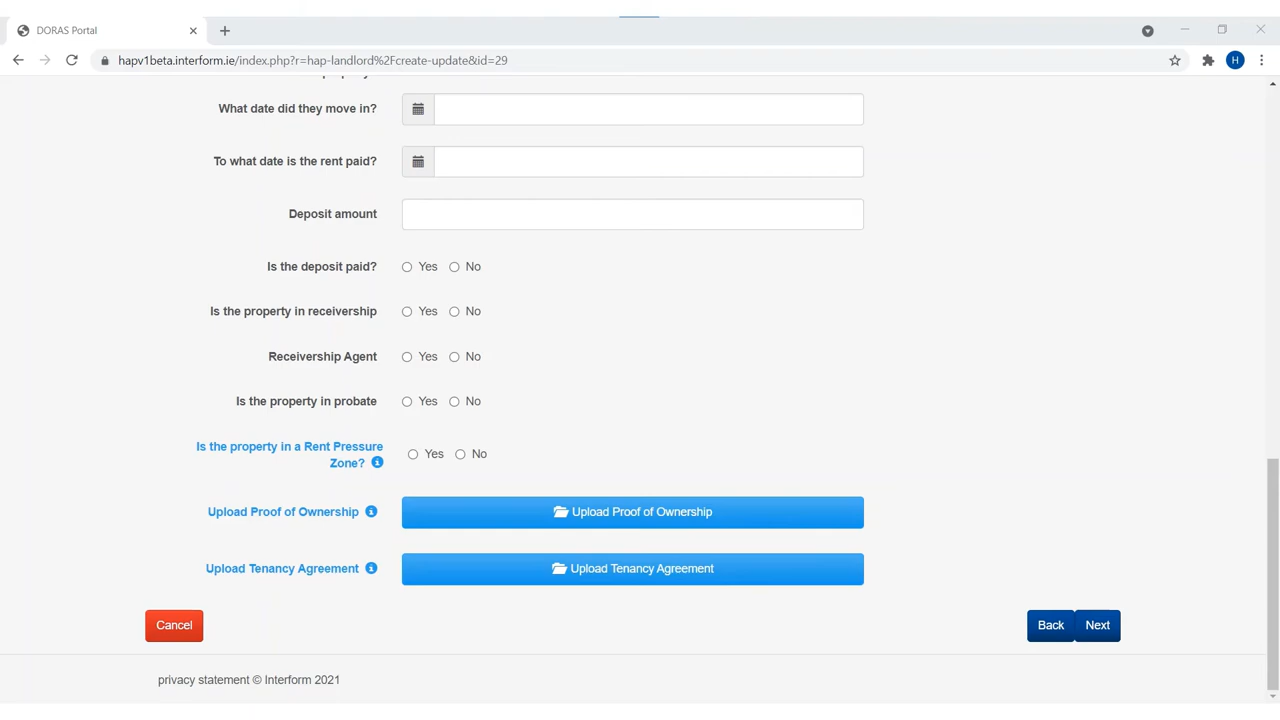 DORAS Portal
hapv1beta.interform.ie/index.php?r=hap-landlord%2Fcreate-update&id=29
H
What date did they move in?
To what date is the rent paid?
Deposit amount
Is the deposit paid? Yes No
Is the property in receivership Yes No
Receivership Agent Yes No
Is the property in probate Yes No
Is the property in a Rent Pressure
Zone? Yes No
Upload Proof of Ownership Upload Proof of Ownership
Upload Tenancy Agreement Upload Tenancy Agreement
Cancel Back Next
privacy statement © Interform 2021